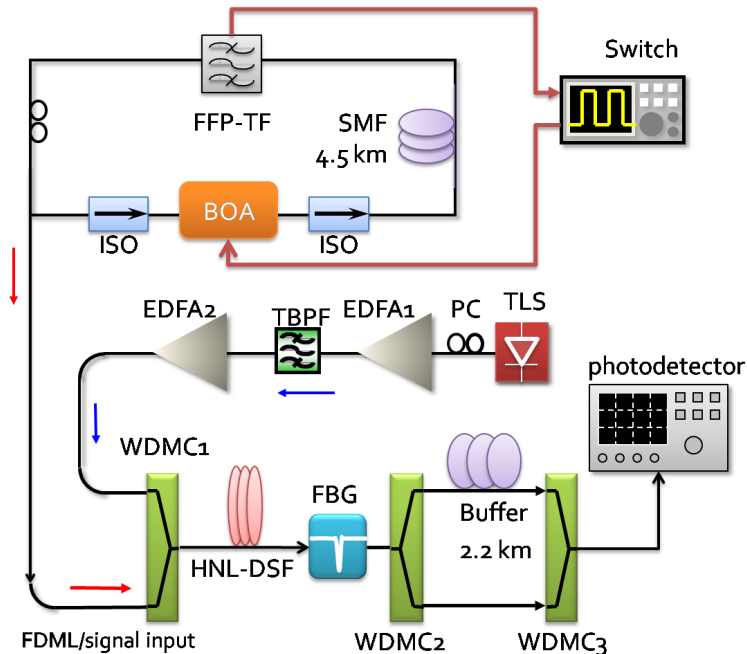 Switch
FFP-TF
SMF
4.5 km
BOA
ISO
ISO
EDFA2
TBPF
EDFA1
PC
TLS
photodetector
WDMC1
FBG
Buffer
2.2 km
HNL-DSF
FDML/signal input
WDMC2
WDMC3